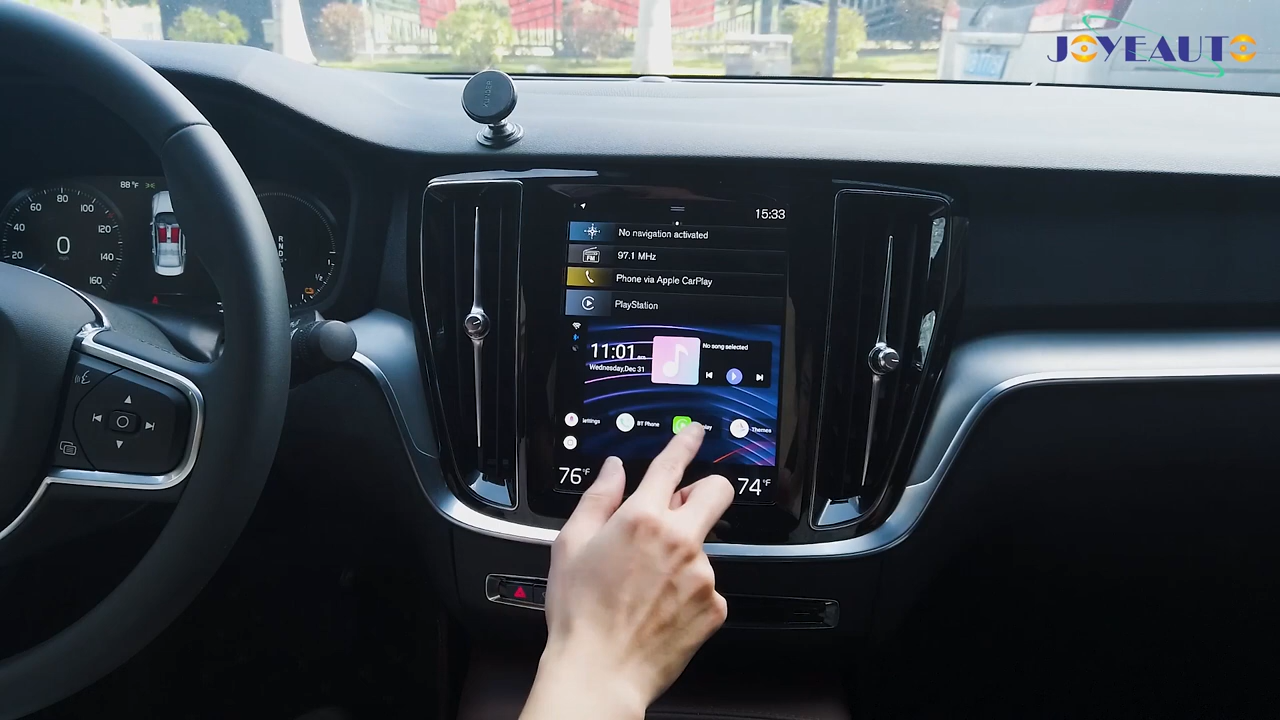 JOYEAUTO
88°F
20
40
60
80
100
120
140
160
0
R
N
D
15:33
No navigation activated
FM
97.1 MHz
Phone via Apple CarPlay
PlayStation
11:01
Wednesday,Dec 31
No song selected
BT Phone
Themes
76°F
74°F